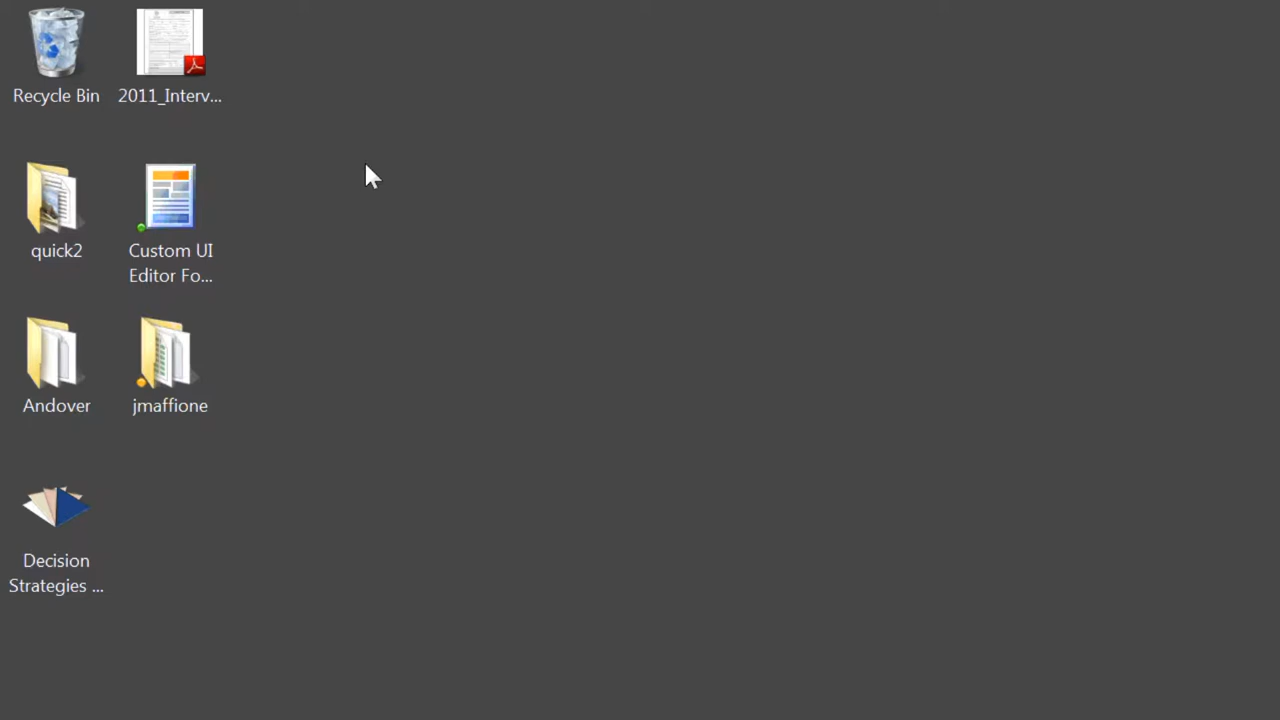 Recycle Bin
2011_Interv...
quick2
Custom UI
Editor Fo...
Andover
jmaffione
Decision
Strategies ...